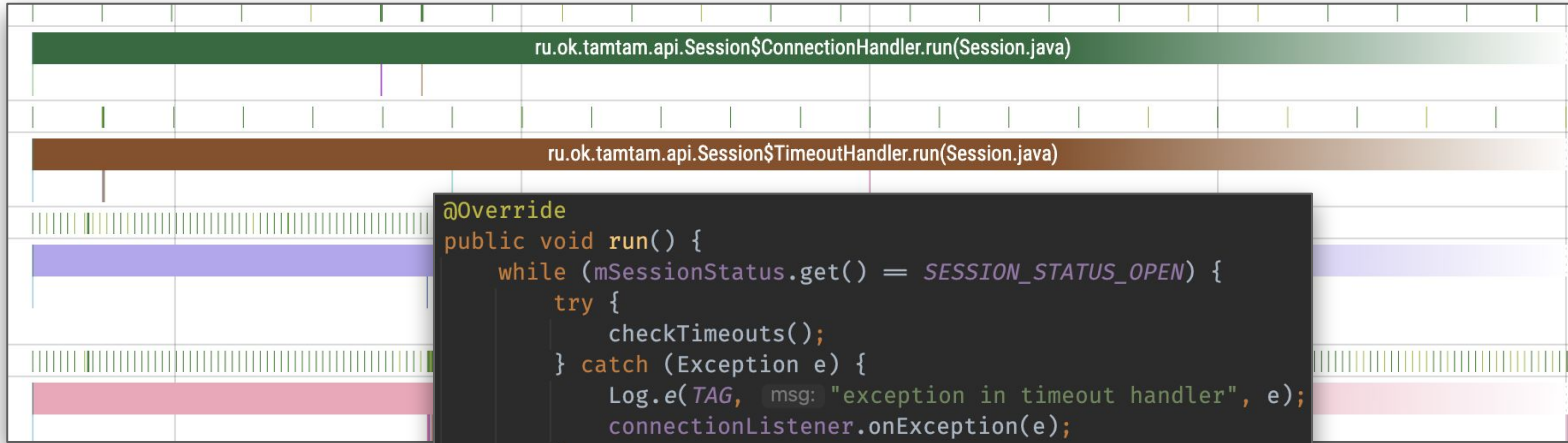 ru.ok.tamtam.api.Session$ConnectionHandler.run(Session.java)
ru.ok.tamtam.api.Session$TimeoutHandler.run(Session.java)
@Override
public void run() {
while (mSessionStatus.get() == SESSION_STATUS_OPEN) {
try {
checkTimeouts();
} catch (Exception e) {
Log.e(TAG, msg: "exception in timeout handler", e);
connectionListener.onException(e);